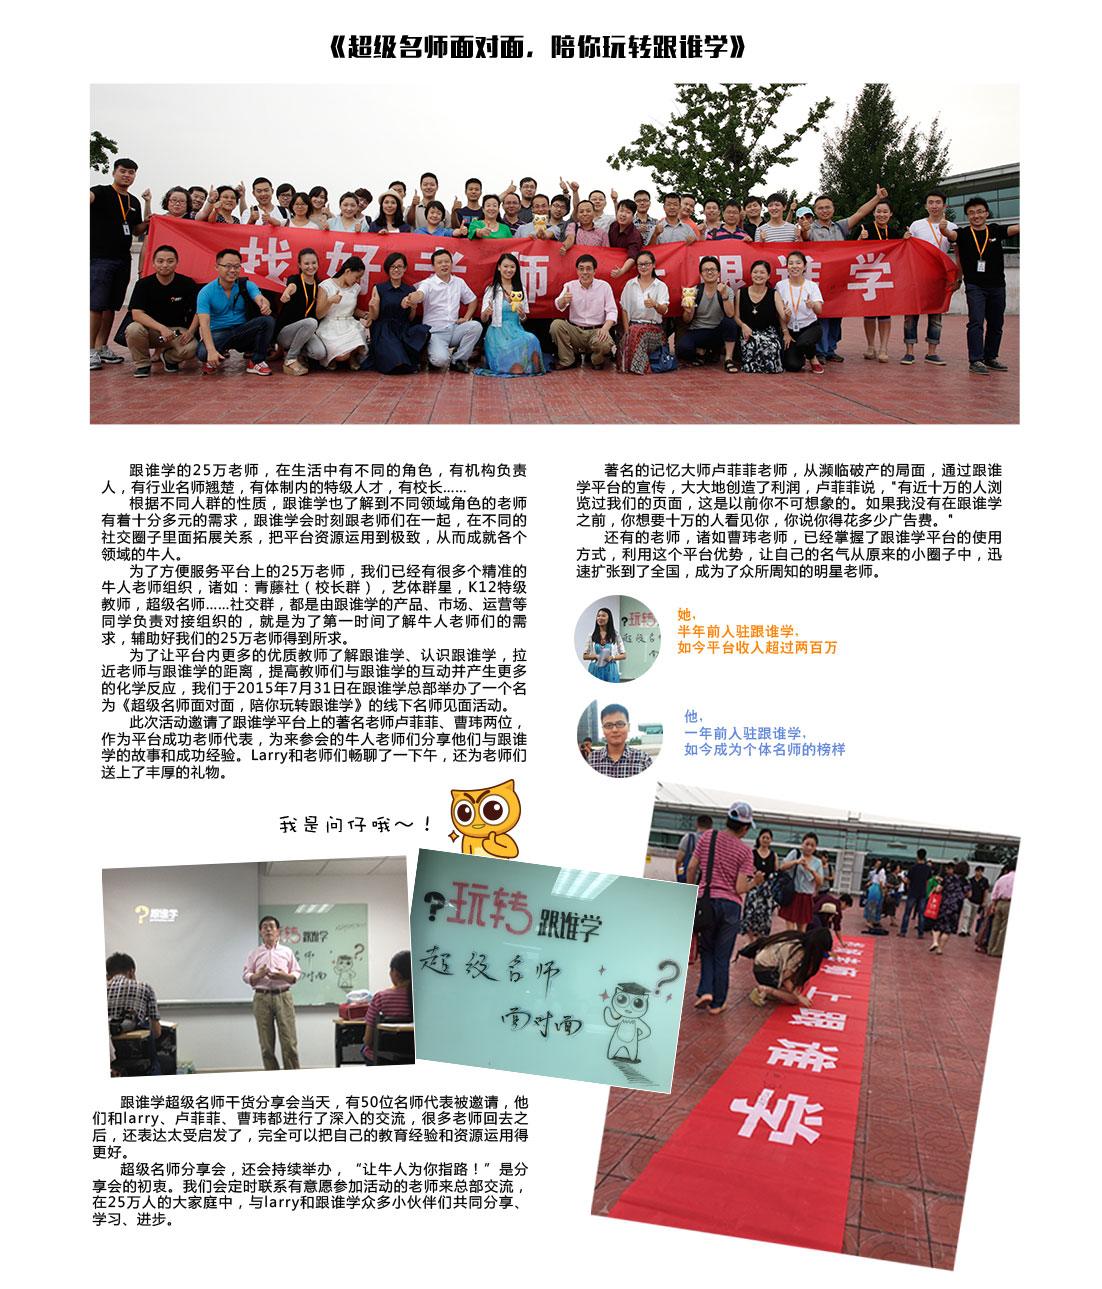 《超级名师面对面，陪你玩转跟谁学》
找好老师上跟谁学
跟谁学的25万老师，在生活中有不同的角色，有机构负责
人，有行业名师翘楚，有体制内的特级人才，有校长......
根据不同人群的性质，跟谁学也了解到不同领域角色的老师
有着十分多元的需求，跟谁学会时刻跟老师们在一起，在不同的
社交圈子里面拓展关系，把平台资源运用到极致，从而成就各个
领域的牛人。
为了方便服务平台上的25万老师，我们已经有很多个精准的
牛人老师组织，诸如：青藤社（校长群），艺体群星，K12特级
教师，超级名师......社交群，都是由跟谁学的产品、市场、运营等
同学负责对接组织的，就是为了第一时间了解牛人老师们的需
求，辅助好我们的25万老师得到所求。
为了让平台内更多的优质教师了解跟谁学、认识跟谁学，拉
近老师与跟谁学的距离，提高教师们与跟谁学的互动并产生更多
的化学反应，我们于2015年7月31日在跟谁学总部举办了一个名
为《超级名师面对面，陪你玩转跟谁学》的线下名师见面活动。
此次活动邀请了跟谁学平台上的著名老师卢菲菲、曹玮两位，
作为平台成功老师代表，为来参会的牛人老师们分享他们与跟谁
学的故事和成功经验。Larry和老师们畅聊了一下午，还为老师们
送上了丰厚的礼物。
著名的记忆大师卢菲菲老师，从濒临破产的局面，通过跟谁
学平台的宣传，大大地创造了利润，卢菲菲说，"有近十万的人浏
览过我们的页面，这是以前你不可想象的。如果我没有在跟谁学
之前，你想要十万的人看见你，你说你得花多少广告费。"
还有的老师，诸如曹玮老师，已经掌握了跟谁学平台的使用
方式，利用这个平台优势，让自己的名气从原来的小圈子中，迅
速扩张到了全国，成为了众所周知的明星老师。
她，
半年前入驻跟谁学，
如今平台收入超过两百万
他，
一年前入驻跟谁学，
如今成为个体名师的榜样
我是问仔哦～！
跟谁学
玩转跟谁学
面对面
?玩转跟谁学
超级名师
面对面
师上跟谁学
跟谁学超级名师干货分享会当天，有50位名师代表被邀请，他
们和larry、卢菲菲、曹玮都进行了深入的交流，很多老师回去之
后，还表达太受启发了，完全可以把自己的教育经验和资源运用得
更好。
超级名师分享会，还会持续举办，“让牛人为你指路！”是分
享会的初衷。我们会定时联系有意愿参加活动的老师来总部交流，
在25万人的大家庭中，与larry和跟谁学众多小伙伴们共同分享、
学习、进步。